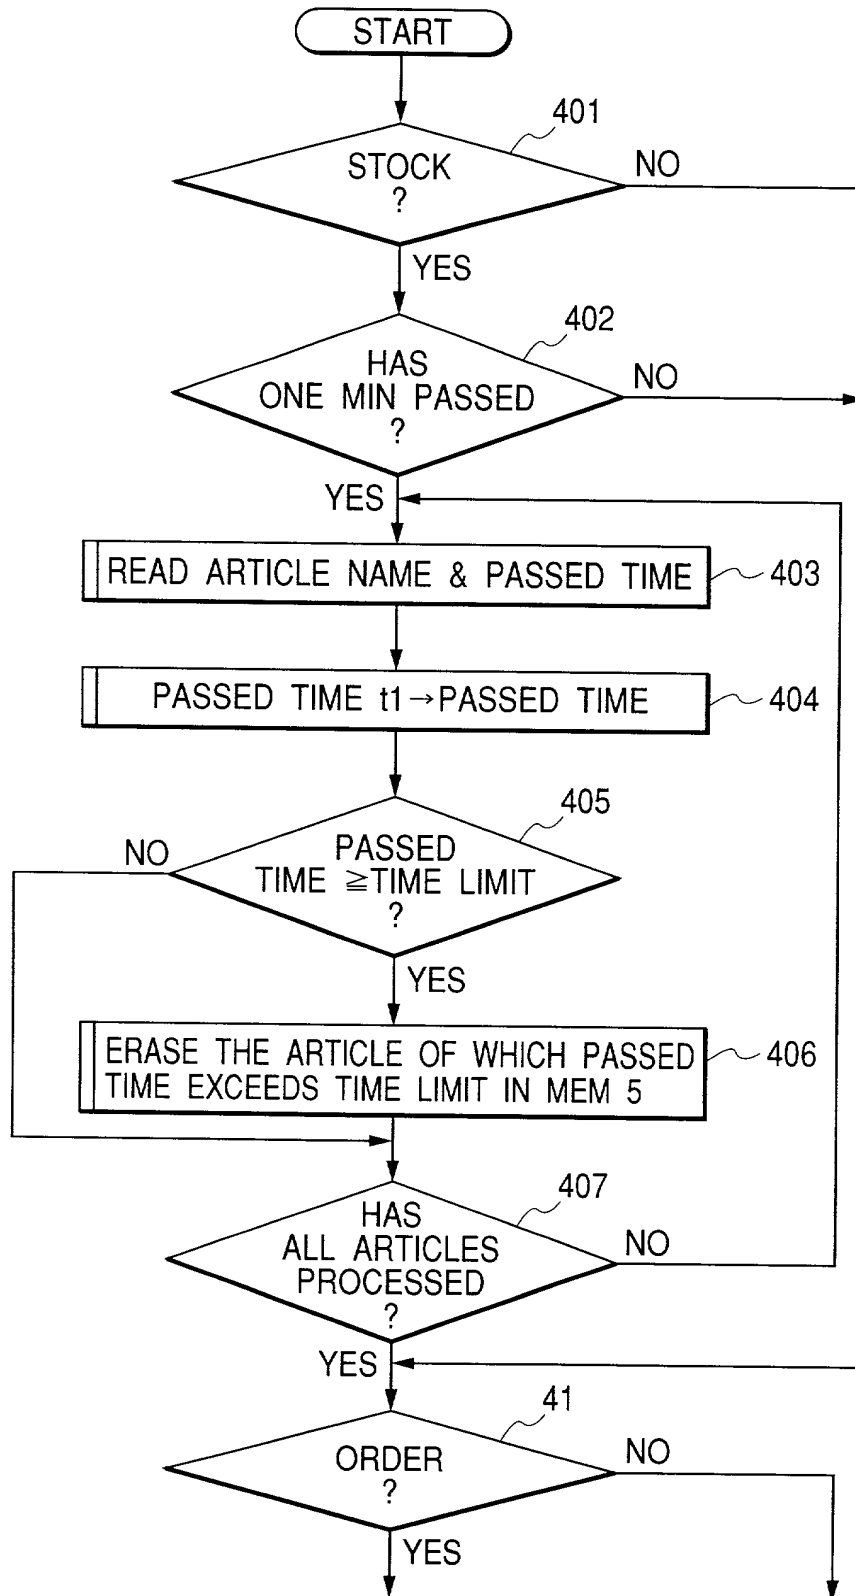 START
401
STOCK
?
NO
YES
402
HAS
ONE MIN PASSED
?
NO
YES
READ ARTICLE NAME & PASSED TIME
403
PASSED TIME t1→PASSED TIME
404
405
NO
PASSED
TIME ≧TIME LIMIT
?
YES
ERASE THE ARTICLE OF WHICH PASSED
TIME EXCEEDS TIME LIMIT IN MEM 5
406
407
HAS
ALL ARTICLES
PROCESSED
?
NO
YES
41
ORDER
?
NO
YES